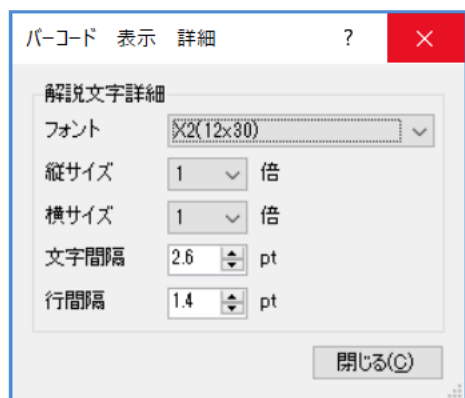 バーコード 表示 詳細 ?
解説文字詳細
フォント X2(12x30)
縦サイズ 1 倍
横サイズ 1 倍
文字間隔 2.6 pt
行間隔 1.4 pt
閉じる(C)